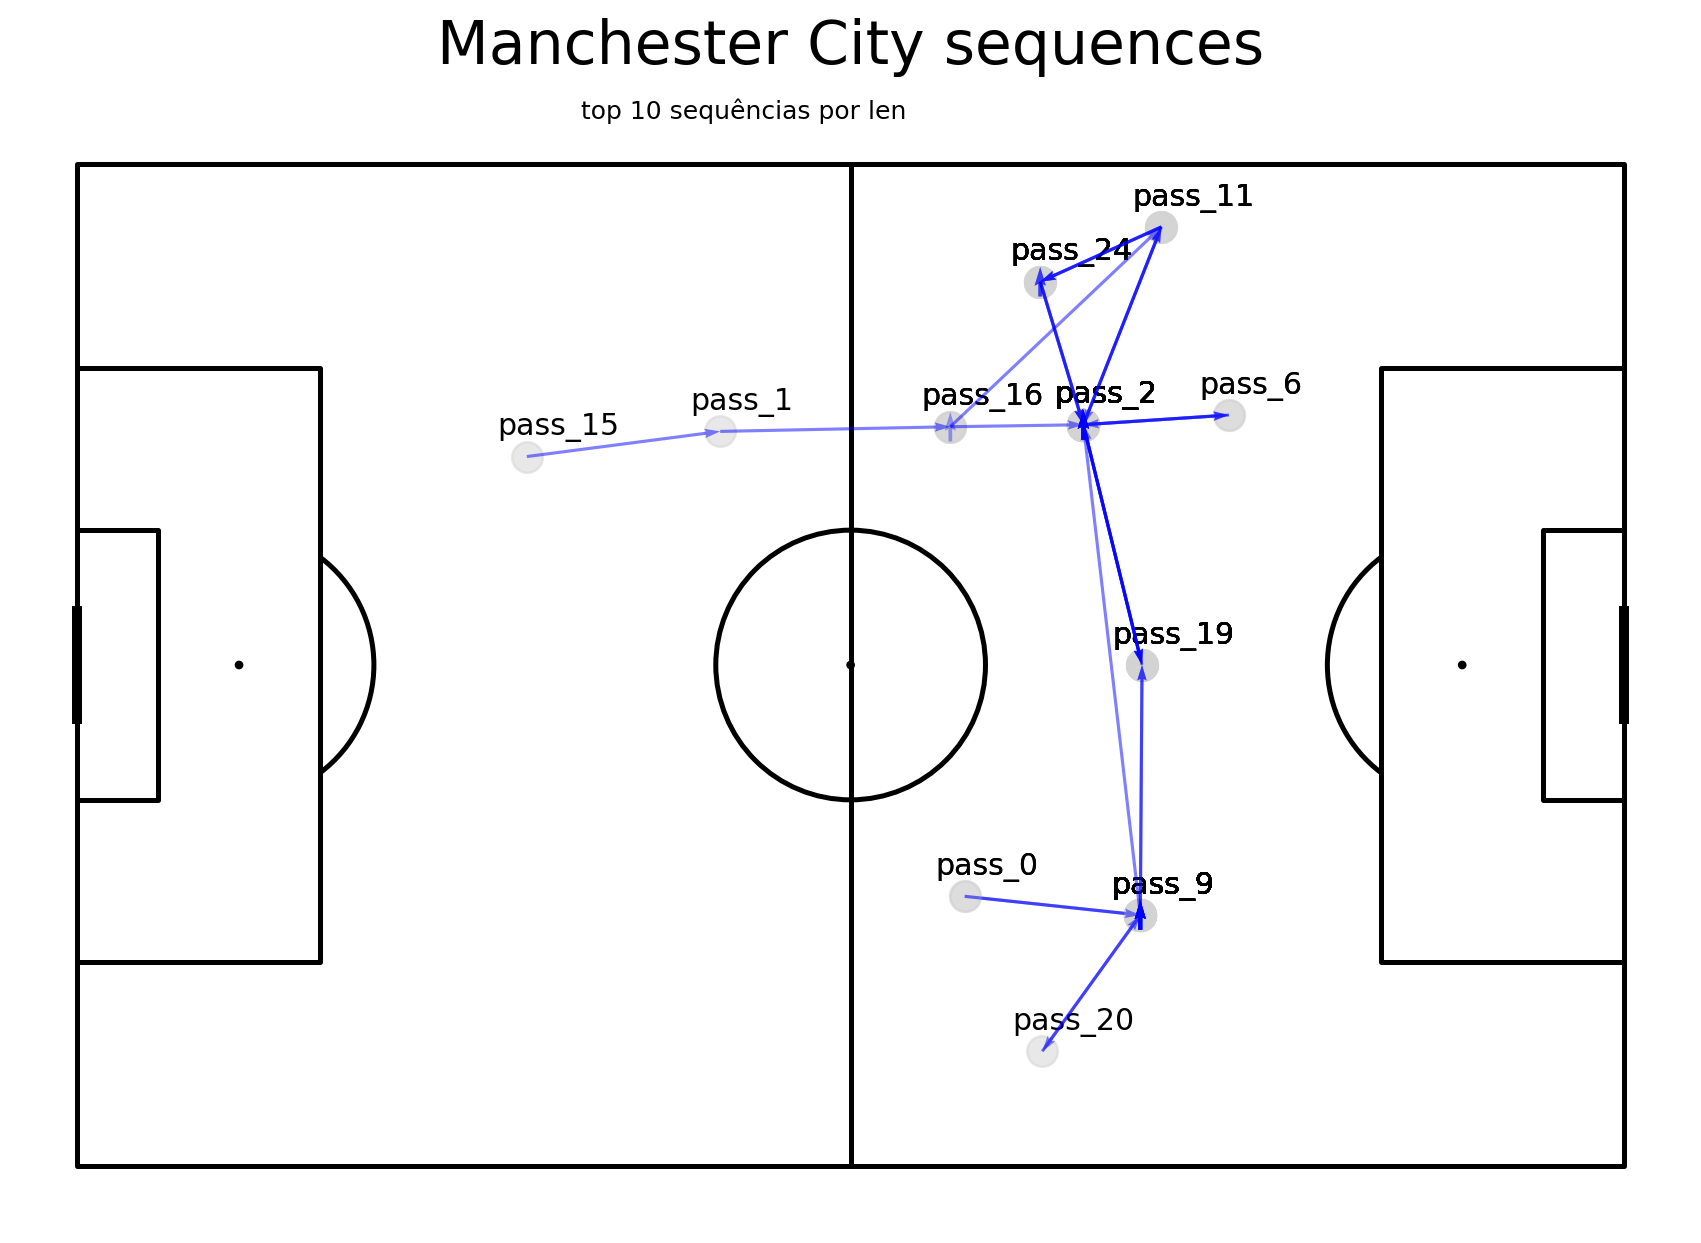 Manchester City sequences
top 10 sequências por len
pass_11
pass_24
pass_6
pass_16 pass_2
pass_1
pass_15
pass_19
pass_0
pass_9
pass_20